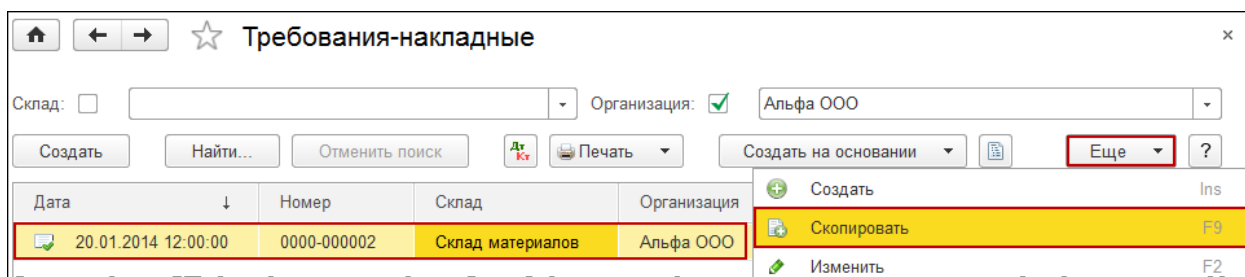 Требования-накладные
Склад: Организация: Альфа ООО
Создать Найти... Отменить поиск Дт Кт Печать Создать на основании Еще ?
Дата ↓ Номер Склад Организация
20.01.2014 12:00:00 0000-000002 Склад материалов Альфа ООО
Создать Ins
Скопировать F9
Изменить F2